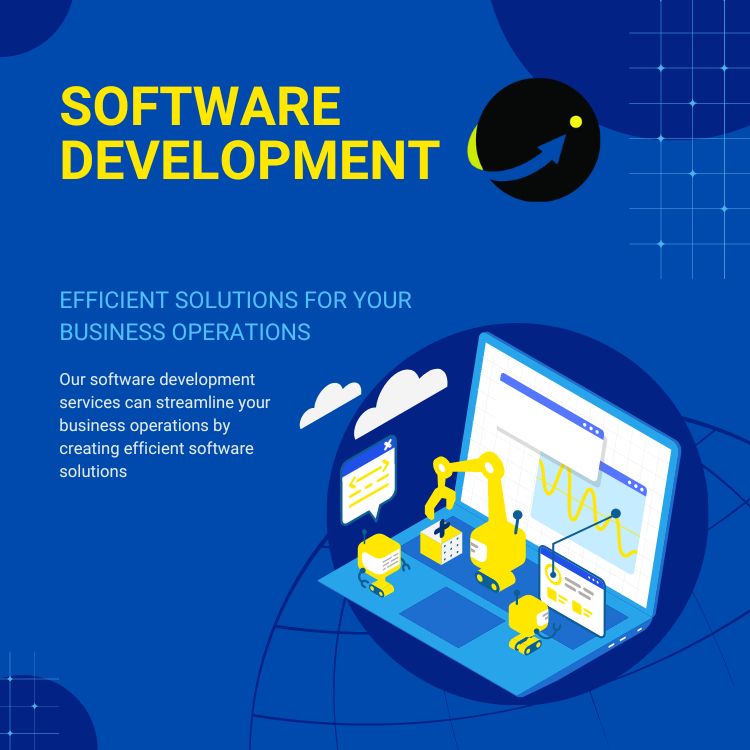 SOFTWARE
DEVELOPMENT
EFFICIENT SOLUTIONS FOR YOUR
BUSINESS OPERATIONS
Our software development
services can streamline your
business operations by
creating efficient software
solutions